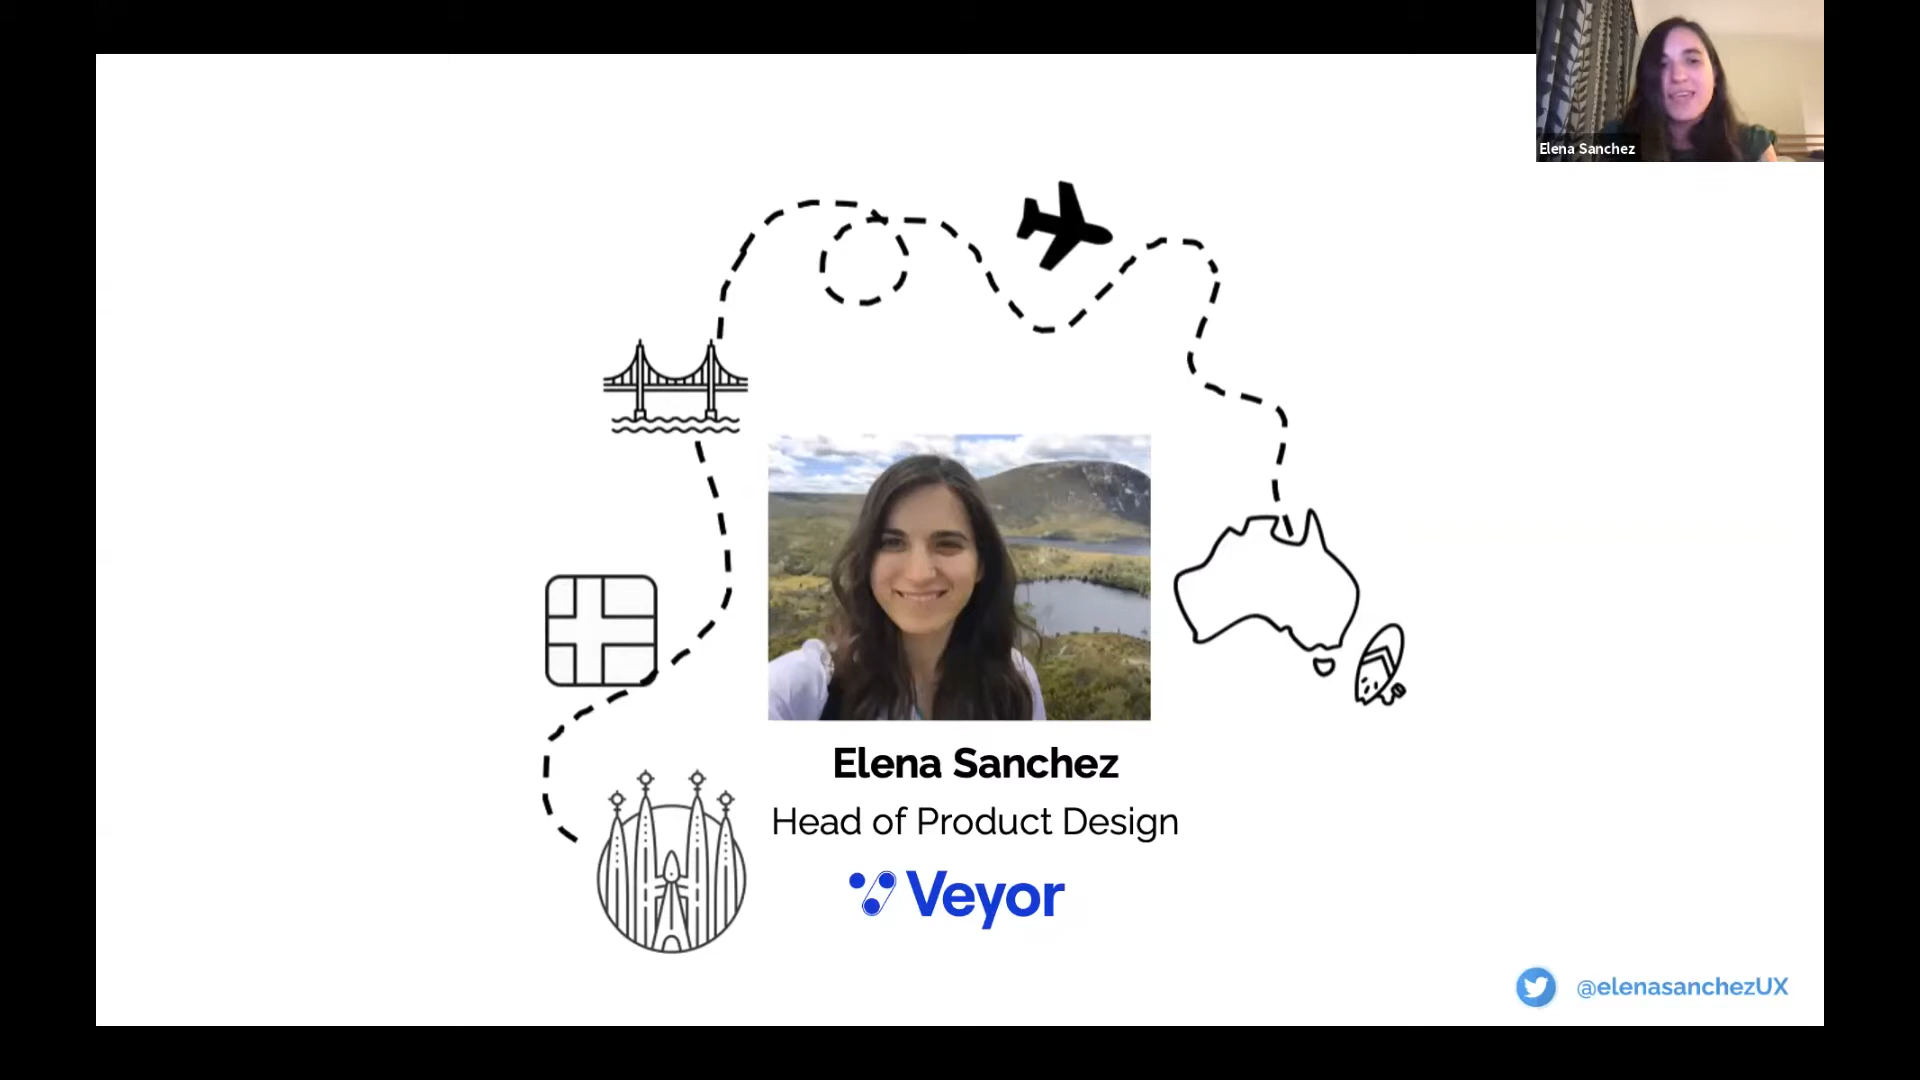 Elena Sanchez
Elena Sanchez
Head of Product Design
Veyor
@elenasanchezUX